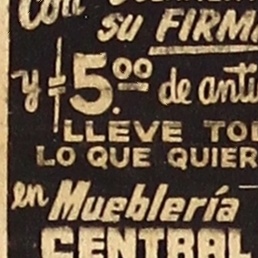 con
su FIRM
y $5.00 de anti
LLEVE TO
LO QUE QUIER
en Mueblería
CENTRAL